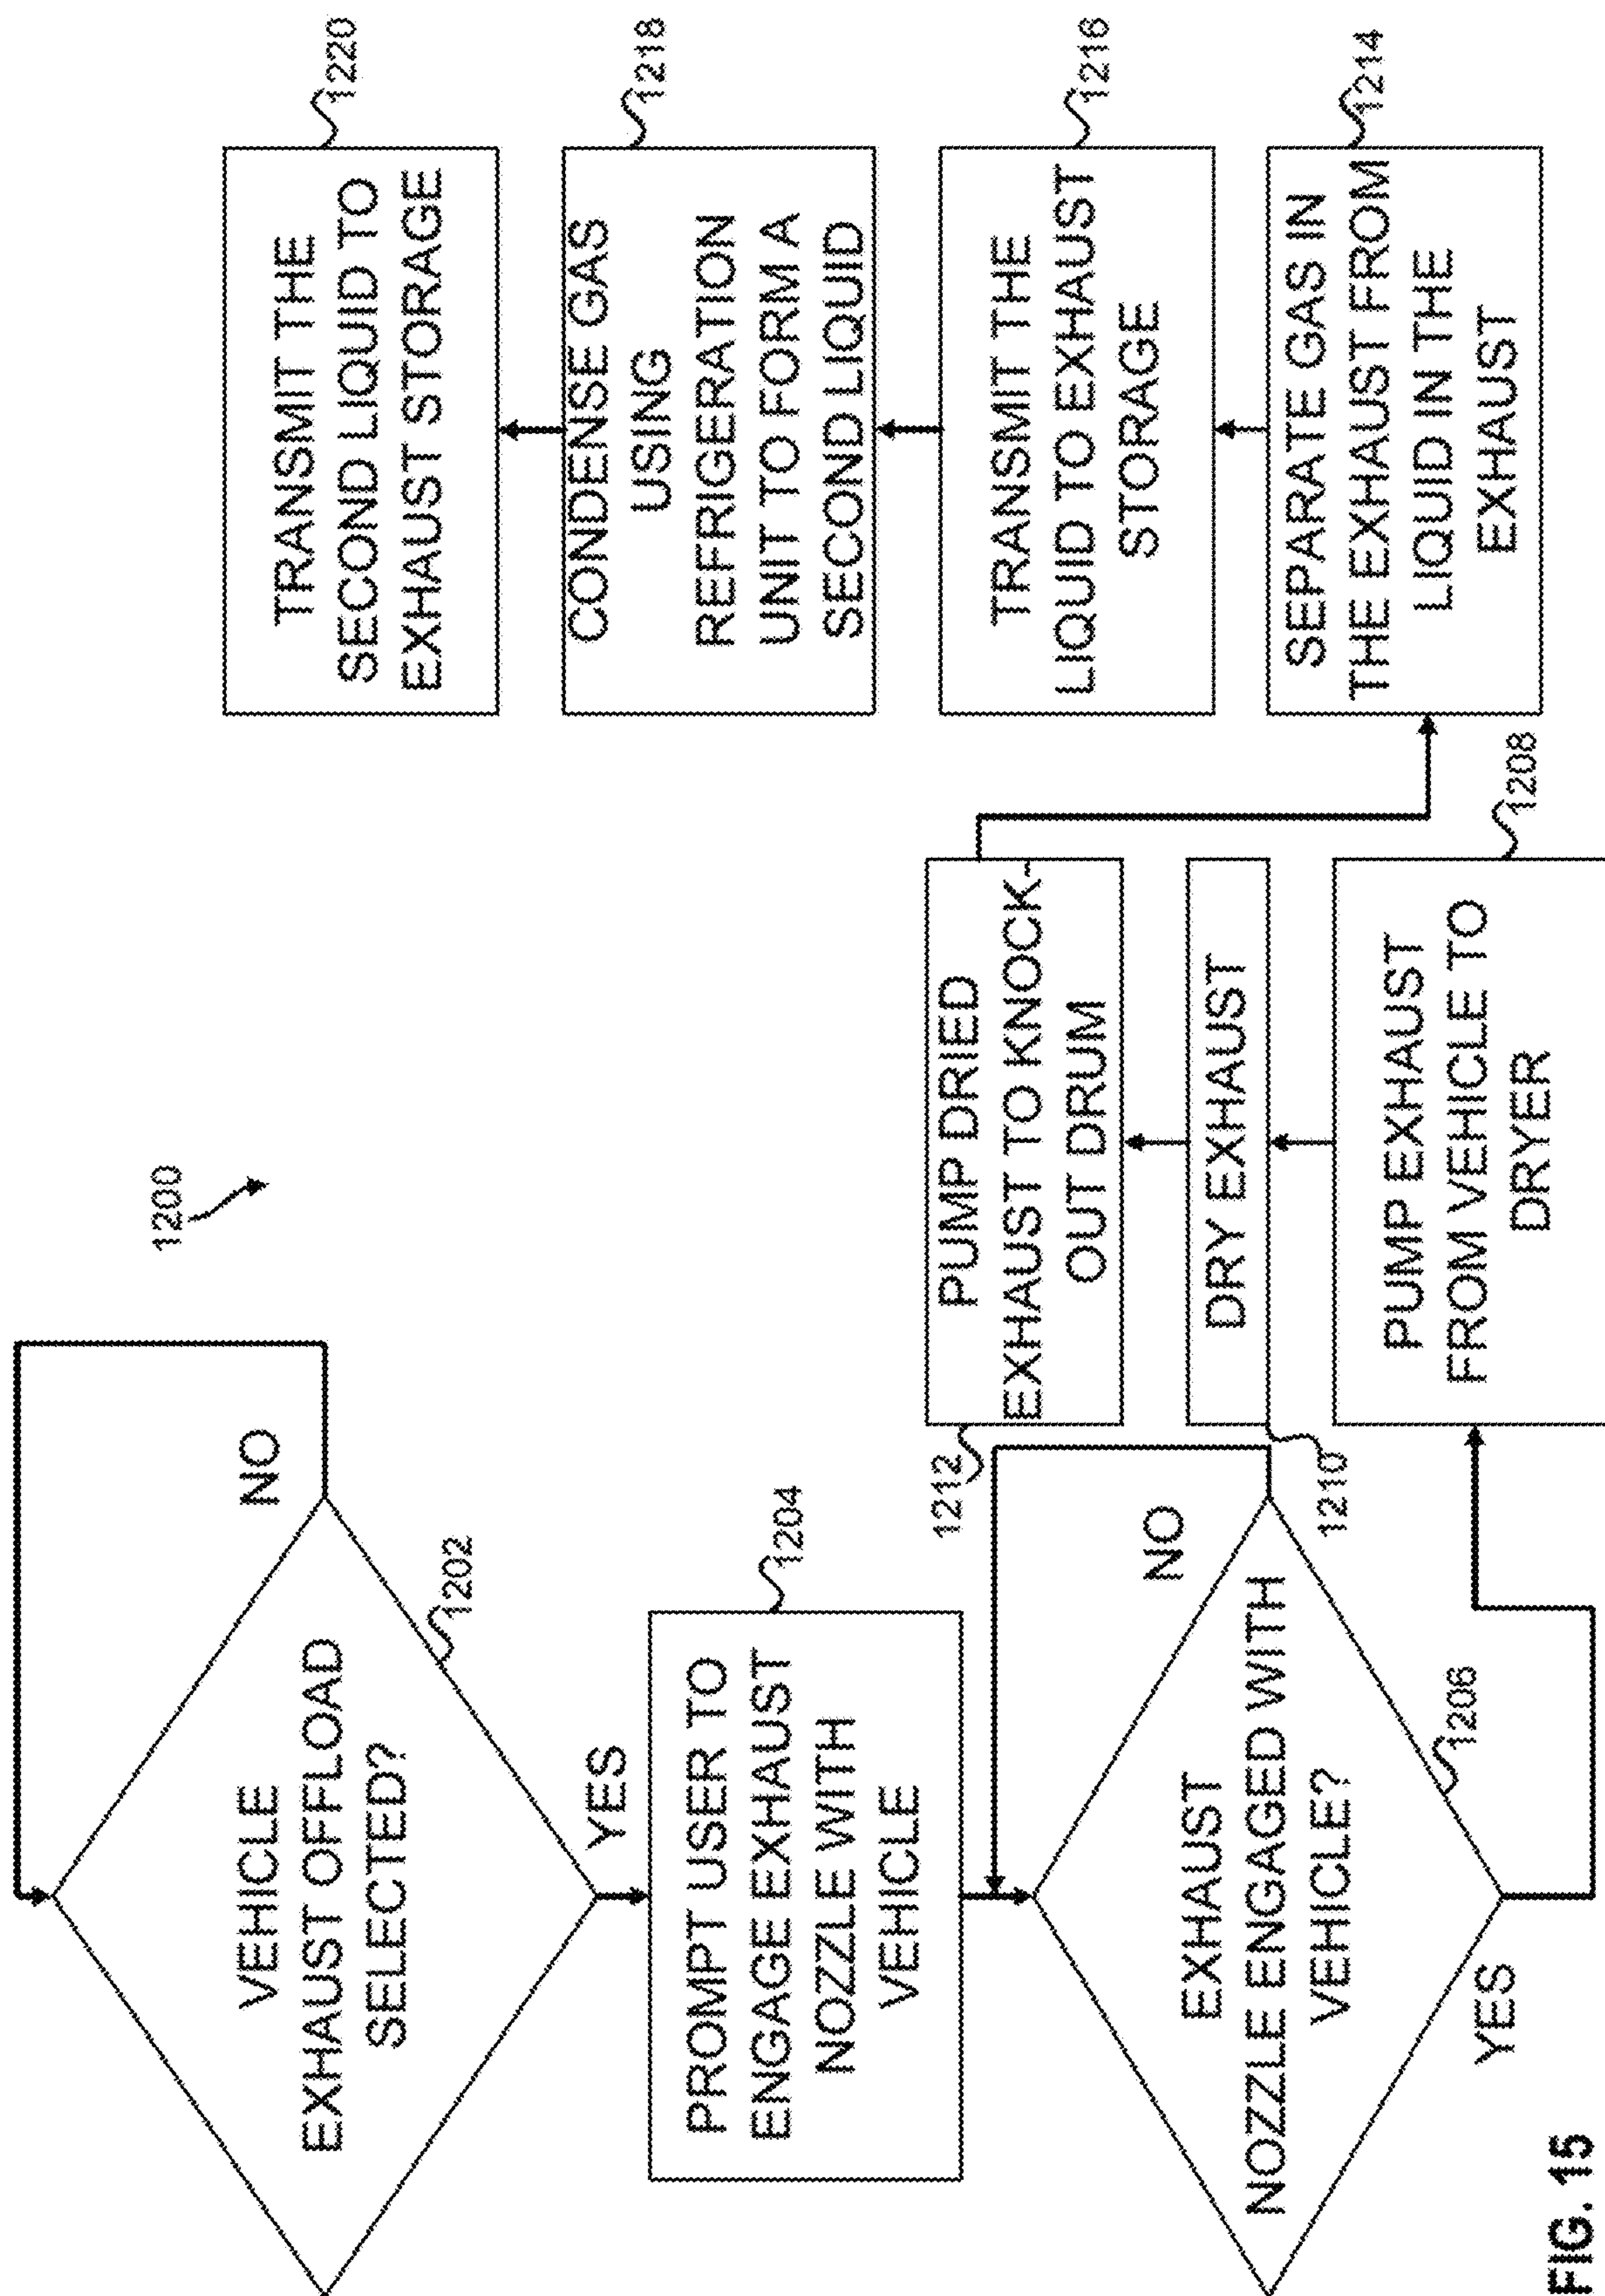 1200
VEHICLE
EXHAUST OFFLOAD
SELECTED?
NO
1202
YES
PROMPT USER TO
ENGAGE EXHAUST
NOZZLE WITH
VEHICLE
1204
EXHAUST
NOZZLE ENGAGED WITH
VEHICLE?
NO
1206
YES
PUMP EXHAUST
FROM VEHICLE TO
DRYER
1208
DRY EXHAUST
1210
PUMP DRIED
EXHAUST TO KNOCK-
OUT DRUM
1212
SEPARATE GAS IN
THE EXHAUST FROM
LIQUID IN THE
EXHAUST
1214
TRANSMIT THE
LIQUID TO EXHAUST
STORAGE
1216
CONDENSE GAS
USING
REFRIGERATION
UNIT TO FORM A
SECOND LIQUID
1218
TRANSMIT THE
SECOND LIQUID TO
EXHAUST STORAGE
1220
FIG. 15